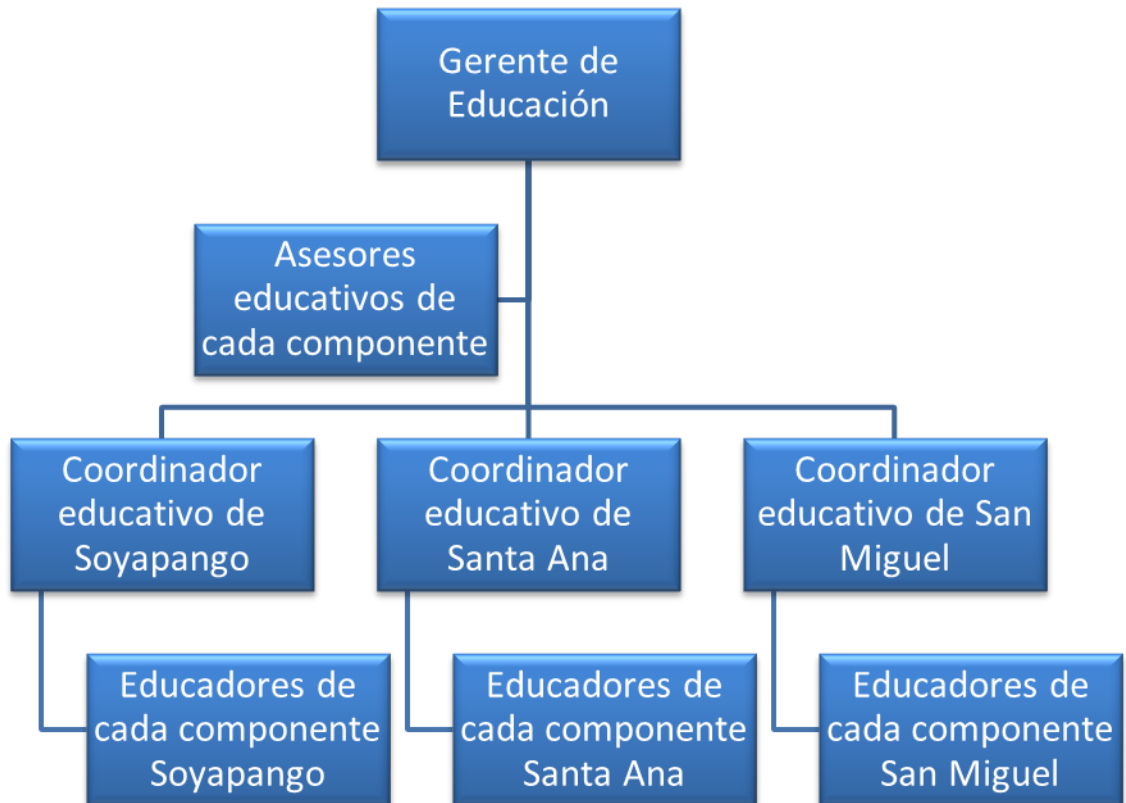 Gerente de
Educación
Asesores
educativos de
cada componente
Coordinador
educativo de
Soyapango
Coordinador
educativo de
Santa Ana
Coordinador
educativo de San
Miguel
Educadores de
cada componente
Soyapango
Educadores de
cada componente
Santa Ana
Educadores de
cada componente
San Miguel